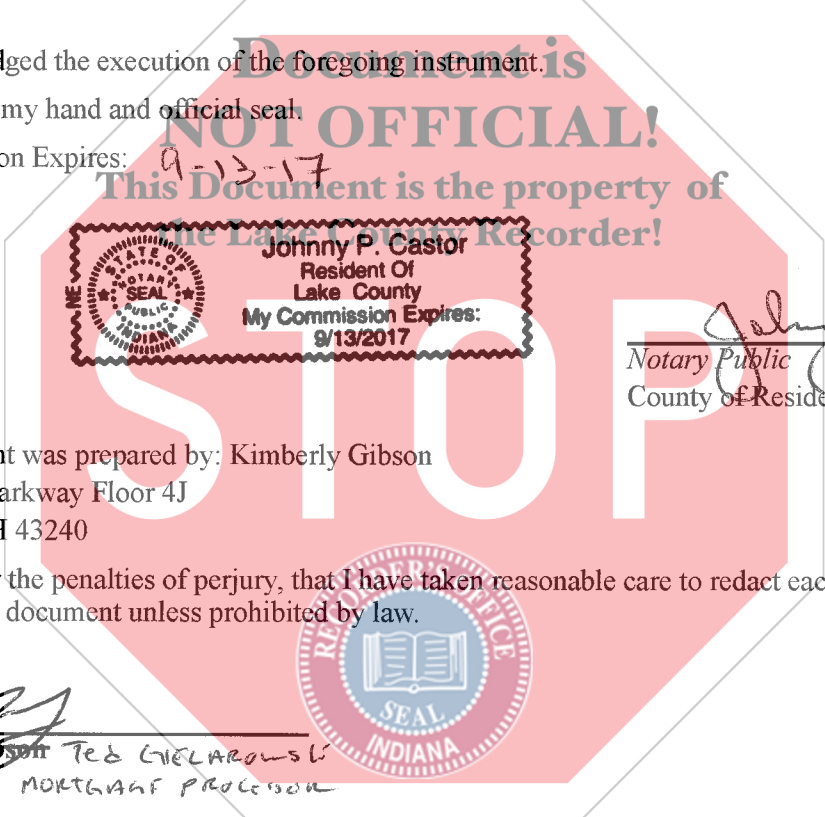 Document is
dged the execution of the foregoing instrument.
my hand and official seal.
NOT OFFICIAL!
on Expires: 9-13-17
This Document is the property of
the Lake County Recorder!
STATE OF INDIANA
NOTARY PUBLIC
SEAL
Johnny P. Castor
Resident Of
Lake County
My Commission Expires:
9/13/2017
STOP
Notary Public
County of Reside
nt was prepared by: Kimberly Gibson
arkway Floor 4J
H 43240
the penalties of perjury, that I have taken reasonable care to redact eac
document unless prohibited by law.
RECORDER'S OFFICE
SEAL
INDIANA
son Ted
MORTGAGE PROCESSOR